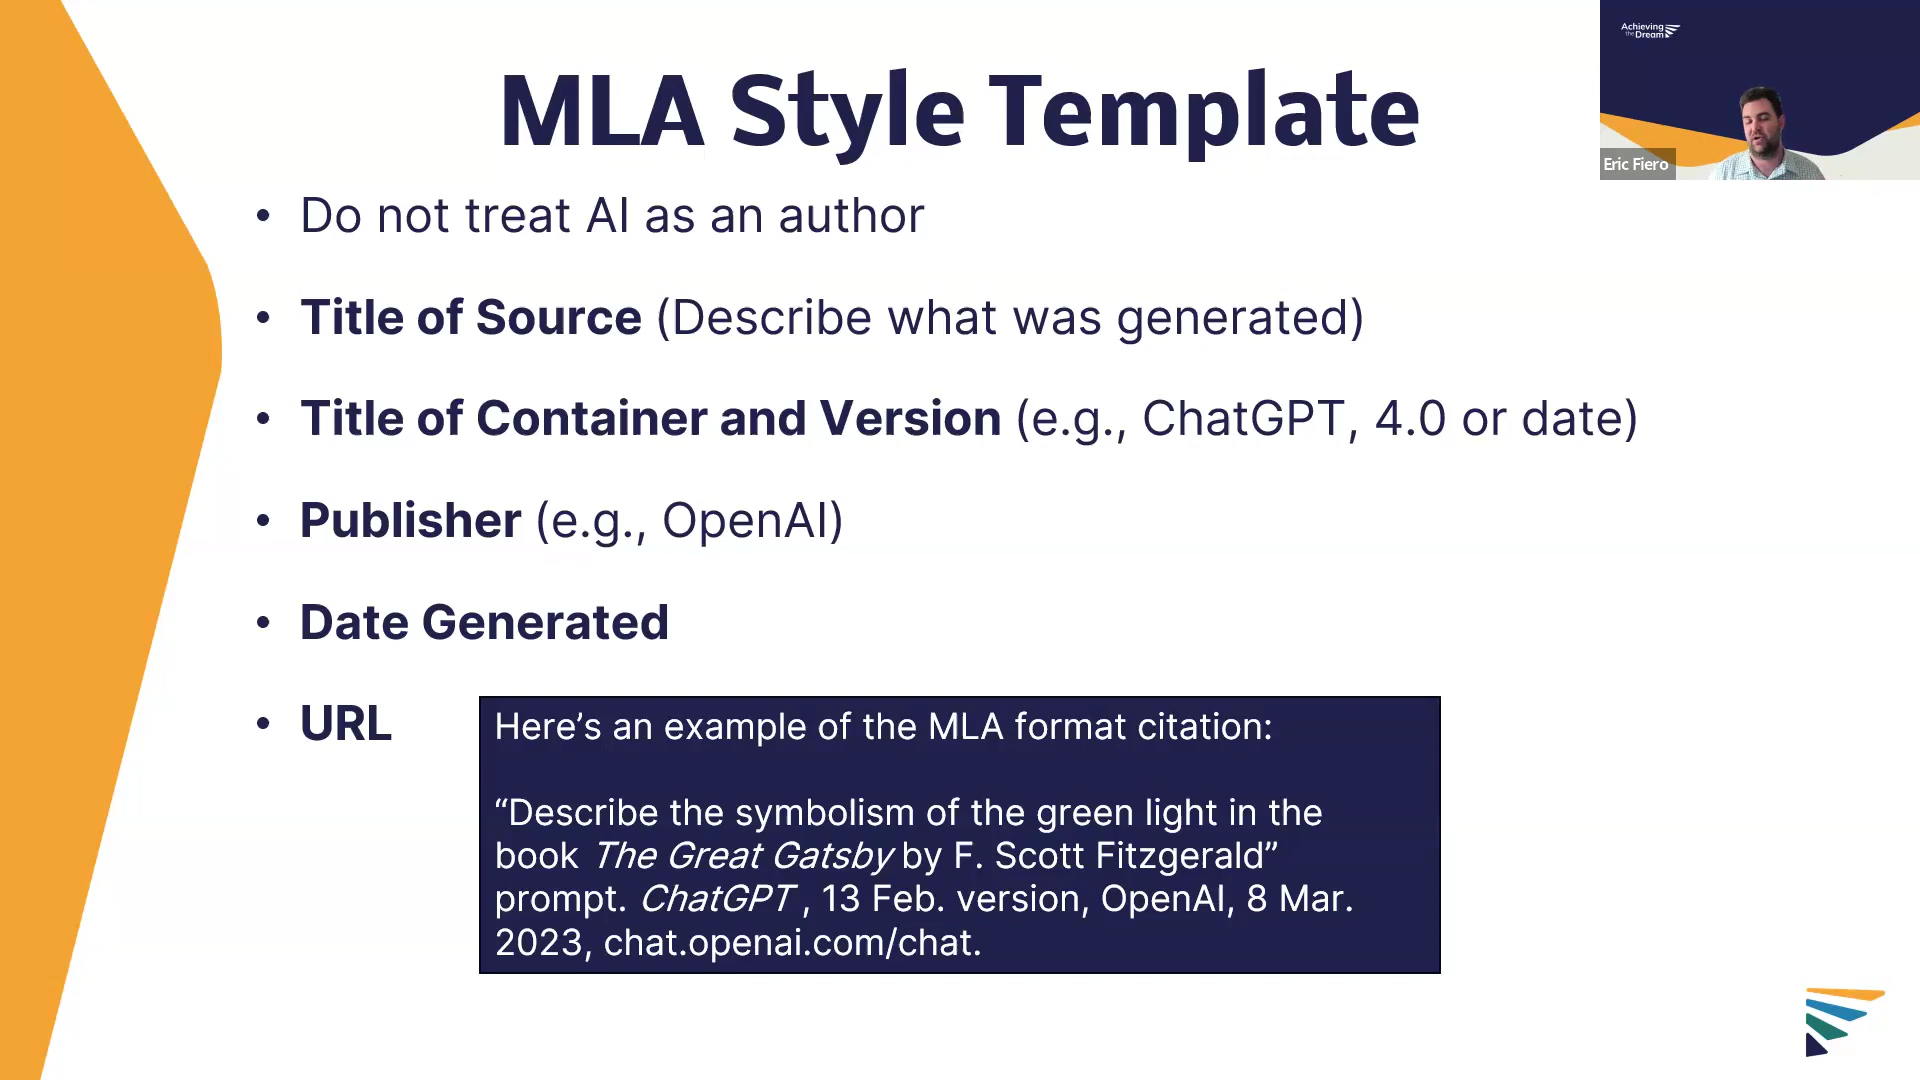 MLA Style Template
Achieving
the Dream
Eric Fiero
• Do not treat AI as an author
• Title of Source (Describe what was generated)
• Title of Container and Version (e.g., ChatGPT, 4.0 or date)
• Publisher (e.g., OpenAI)
• Date Generated
• URL
Here’s an example of the MLA format citation:
“Describe the symbolism of the green light in the
book The Great Gatsby by F. Scott Fitzgerald”
prompt. ChatGPT , 13 Feb. version, OpenAI, 8 Mar.
2023, chat.openai.com/chat.